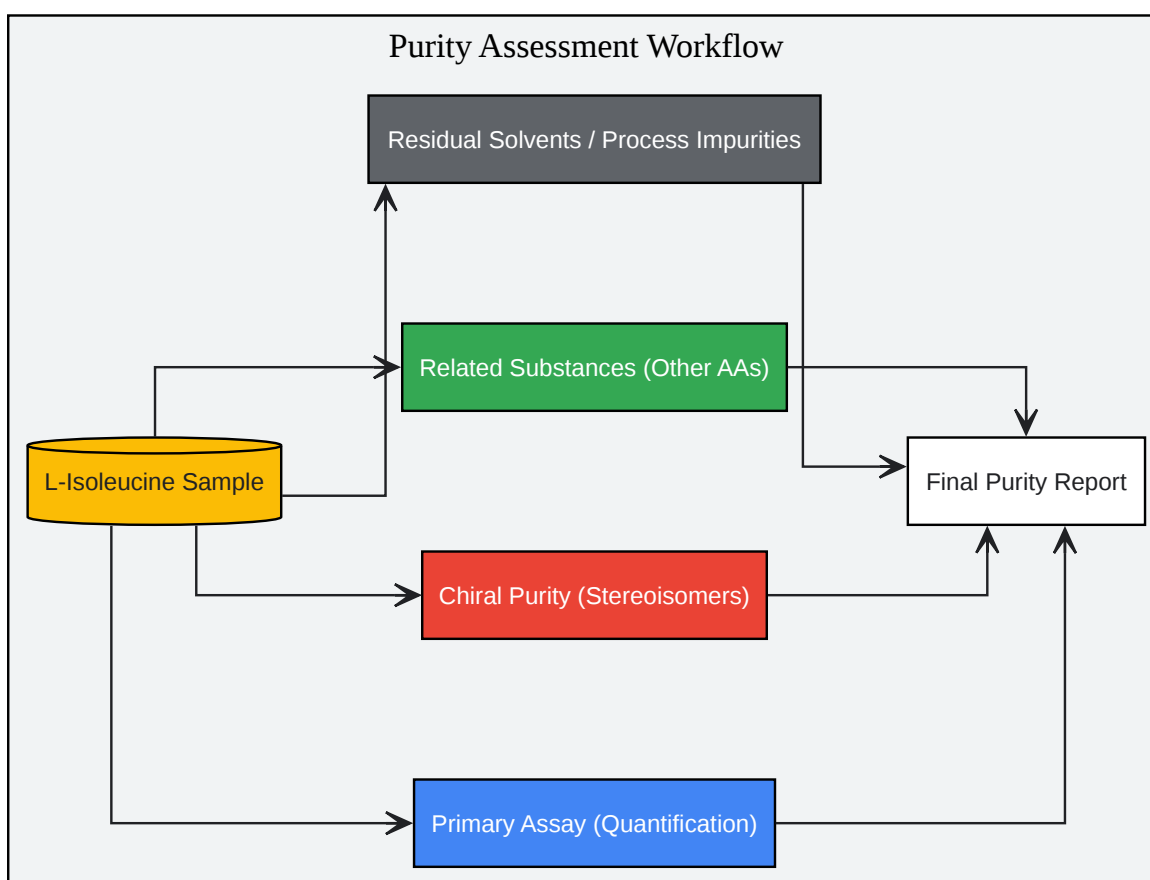 Purity Assessment Workflow
Residual Solvents / Process Impurities
Related Substances (Other AAs)
L-Isoleucine Sample
Final Purity Report
Chiral Purity (Stereoisomers)
Primary Assay (Quantification)